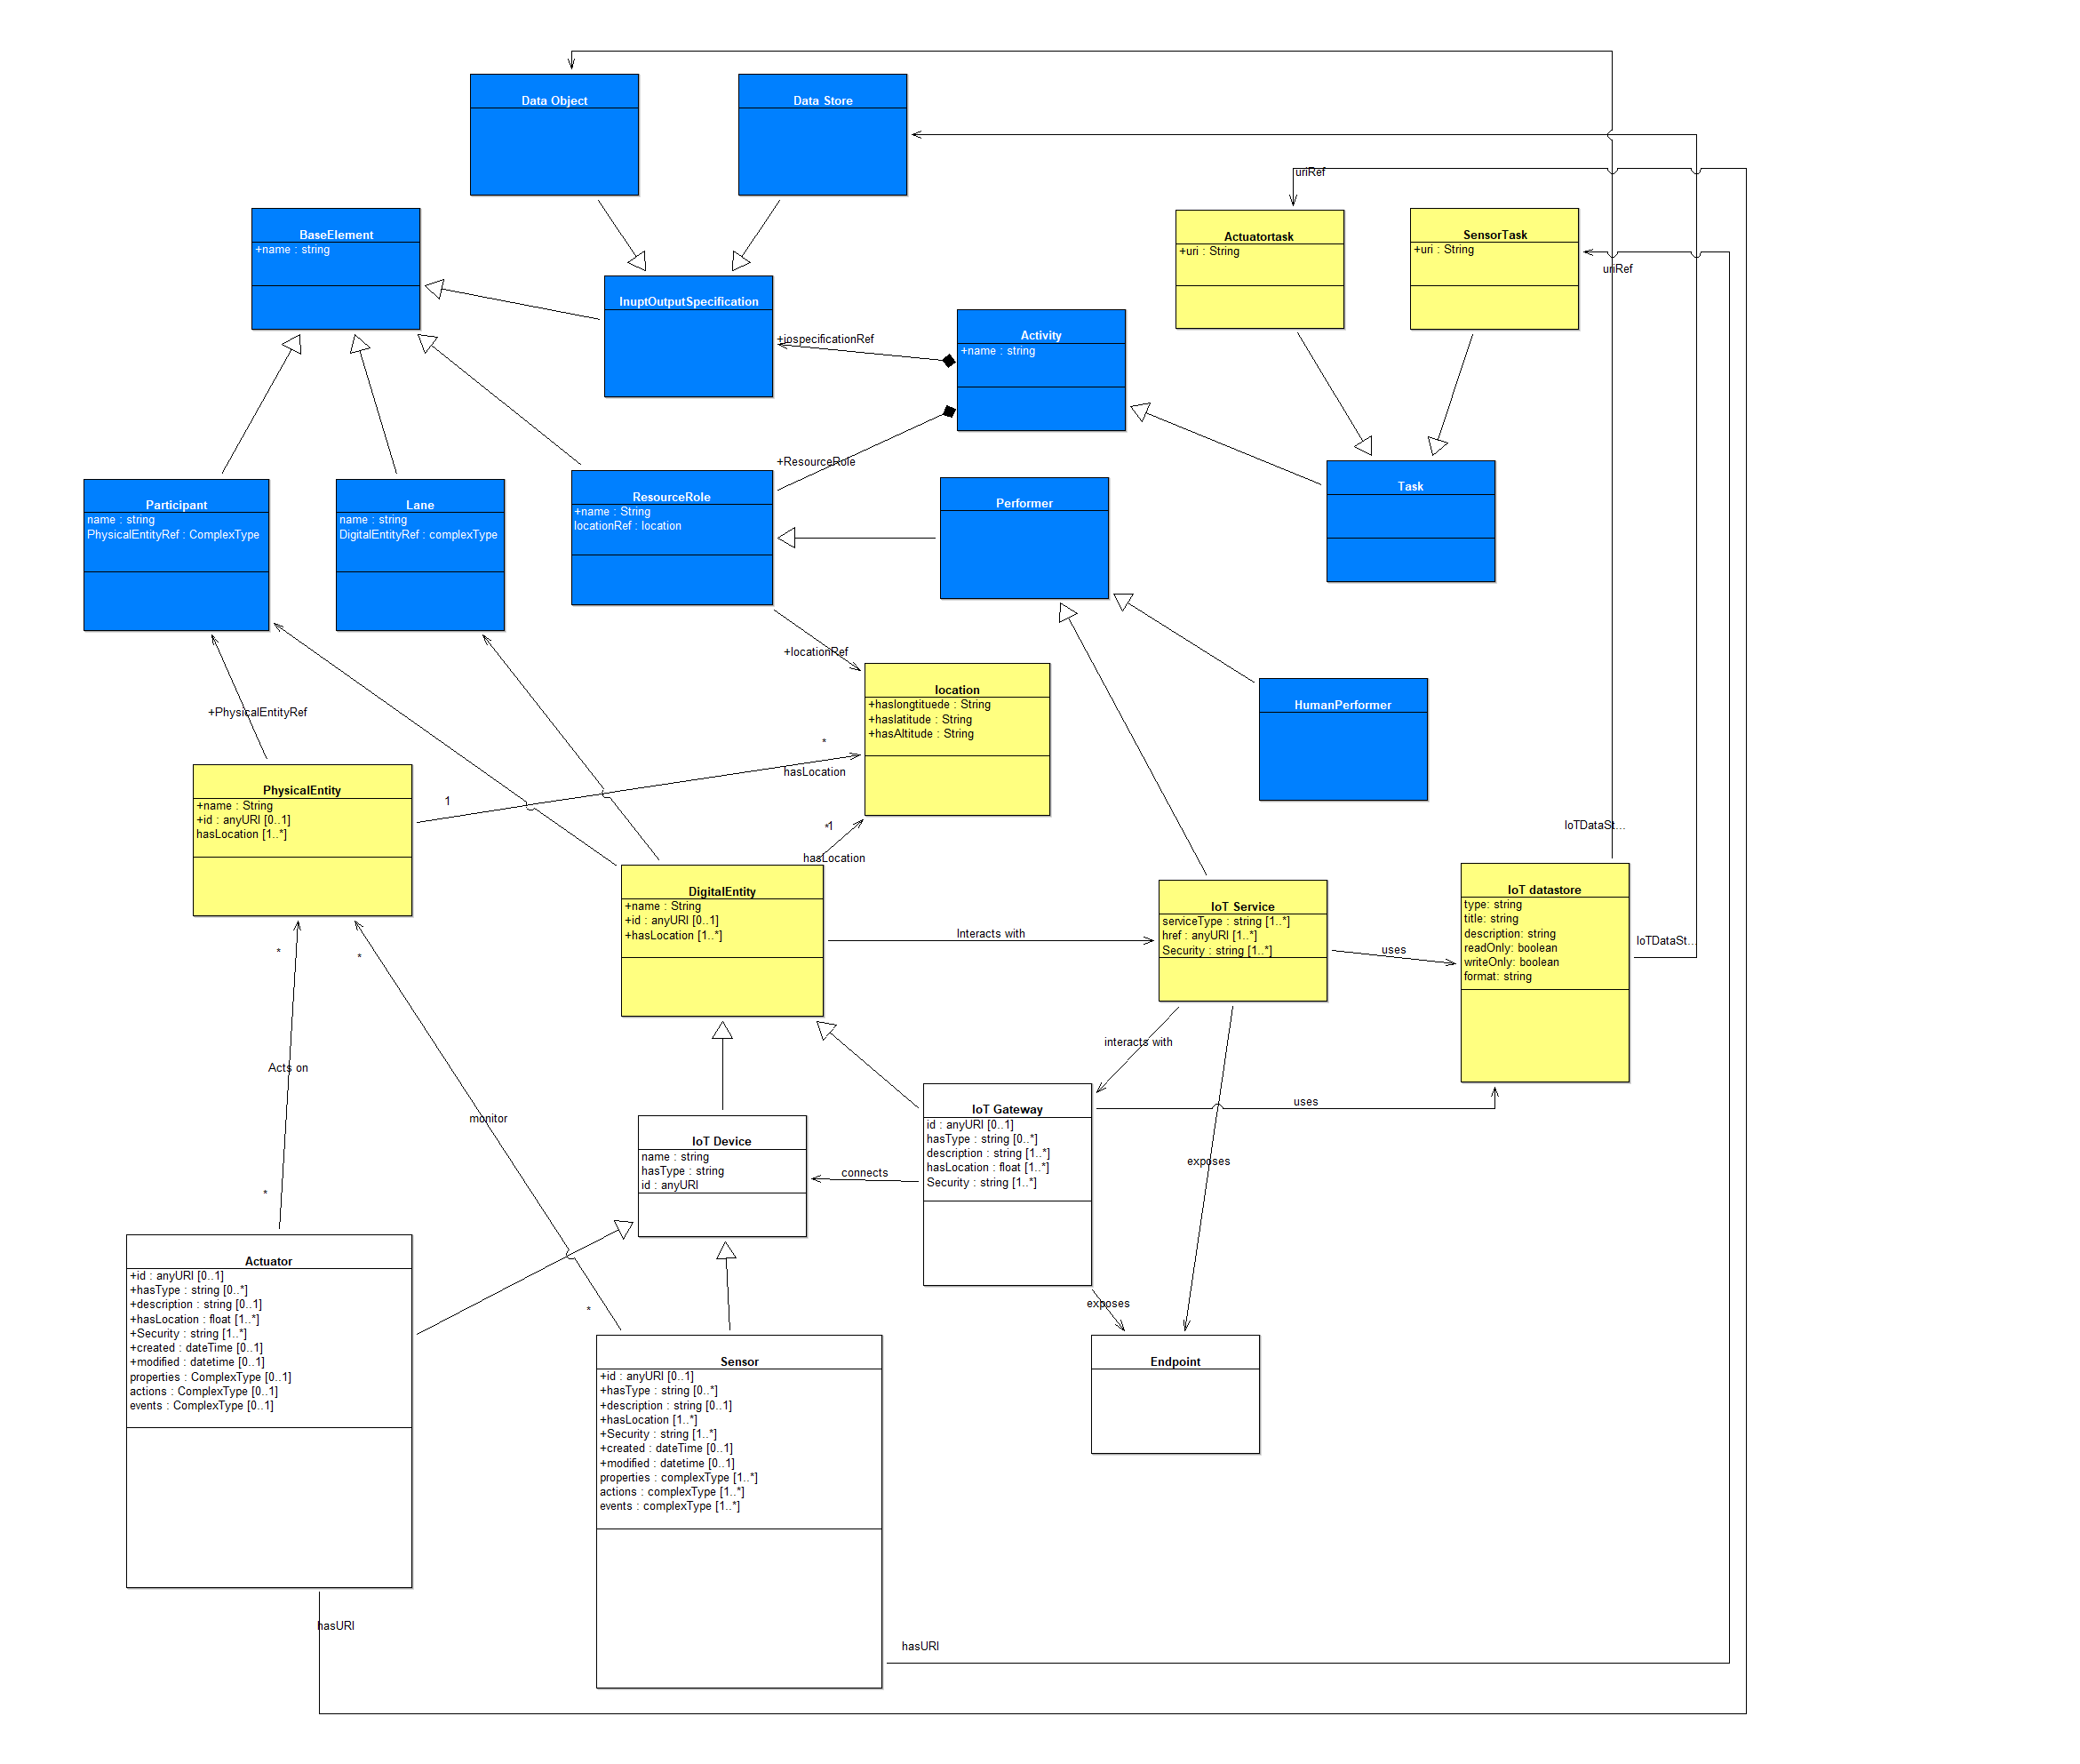 Data Object
Data Store
uriRef
BaseElement
+name : string
Actuatortask
+uri : String
SensorTask
+uri : String
uriRef
InuptOutputSpecification
+iospecificationRef
Activity
+name : string
+ResourceRole
Participant
name : string
PhysicalEntityRef : ComplexType
Lane
name : string
DigitalEntityRef : complexType
ResourceRole
+name : String
locationRef : location
Performer
Task
+locationRef
location
+haslongtituede : String
+haslatitude : String
+hasAltitude : String
HumanPerformer
+PhysicalEntityRef
*
hasLocation
1
PhysicalEntity
+name : String
+id : anyURI [0..1]
hasLocation [1..*]
*1
hasLocation
IoTDataSt...
DigitalEntity
+name : String
+id : anyURI [0..1]
+hasLocation [1..*]
Interacts with
IoT Service
serviceType : string [1..*]
href : anyURI [1..*]
Security : string [1..*]
uses
IoT datastore
type: string
title: string
description: string
readOnly: boolean
writeOnly: boolean
format: string
IoTDataSt...
*
*
interacts with
Acts on
monitor
IoT Device
name : string
hasType : string
id : anyURI
connects
IoT Gateway
id : anyURI [0..1]
hasType : string [0..*]
description : string [1..*]
hasLocation : float [1..*]
Security : string [1..*]
uses
exposes
*
*
exposes
Actuator
+id : anyURI [0..1]
+hasType : string [0..*]
+description : string [0..1]
+hasLocation : float [1..*]
+Security : string [1..*]
+created : dateTime [0..1]
+modified : datetime [0..1]
properties : ComplexType [0..1]
actions : ComplexType [0..1]
events : ComplexType [0..1]
Sensor
+id : anyURI [0..1]
+hasType : string [0..*]
+description : string [0..1]
+hasLocation [1..*]
+Security : string [1..*]
+created : dateTime [0..1]
+modified : datetime [0..1]
properties : complexType [1..*]
actions : complexType [1..*]
events : complexType [1..*]
Endpoint
hasURI
hasURI